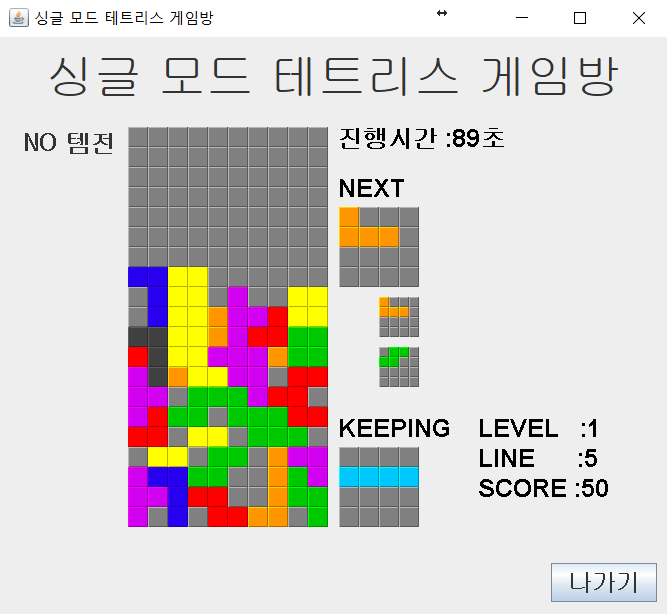 싱글 모드 테트리스 게임방
싱글 모드 테트리스 게임방
NO 템전
진행시간 :89초
NEXT
KEEPING
LEVEL :1
LINE :5
SCORE :50
나가기